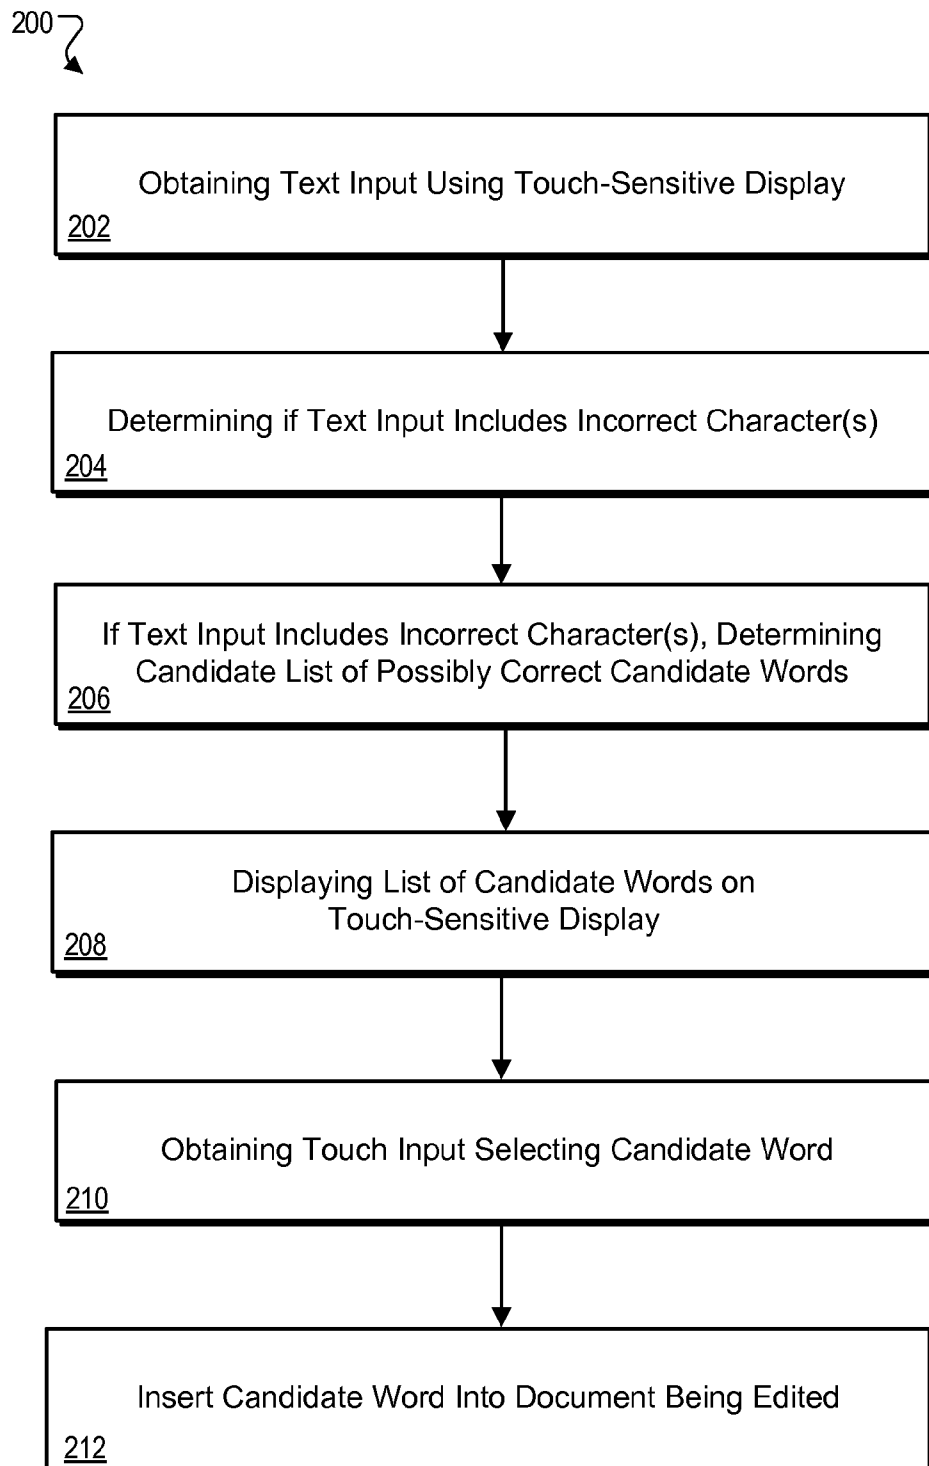 200
Obtaining Text Input Using Touch-Sensitive Display
202
Determining if Text Input Includes Incorrect Character(s)
204
If Text Input Includes Incorrect Character(s), Determining
Candidate List of Possibly Correct Candidate Words
206
Displaying List of Candidate Words on
Touch-Sensitive Display
208
Obtaining Touch Input Selecting Candidate Word
210
Insert Candidate Word Into Document Being Edited
212